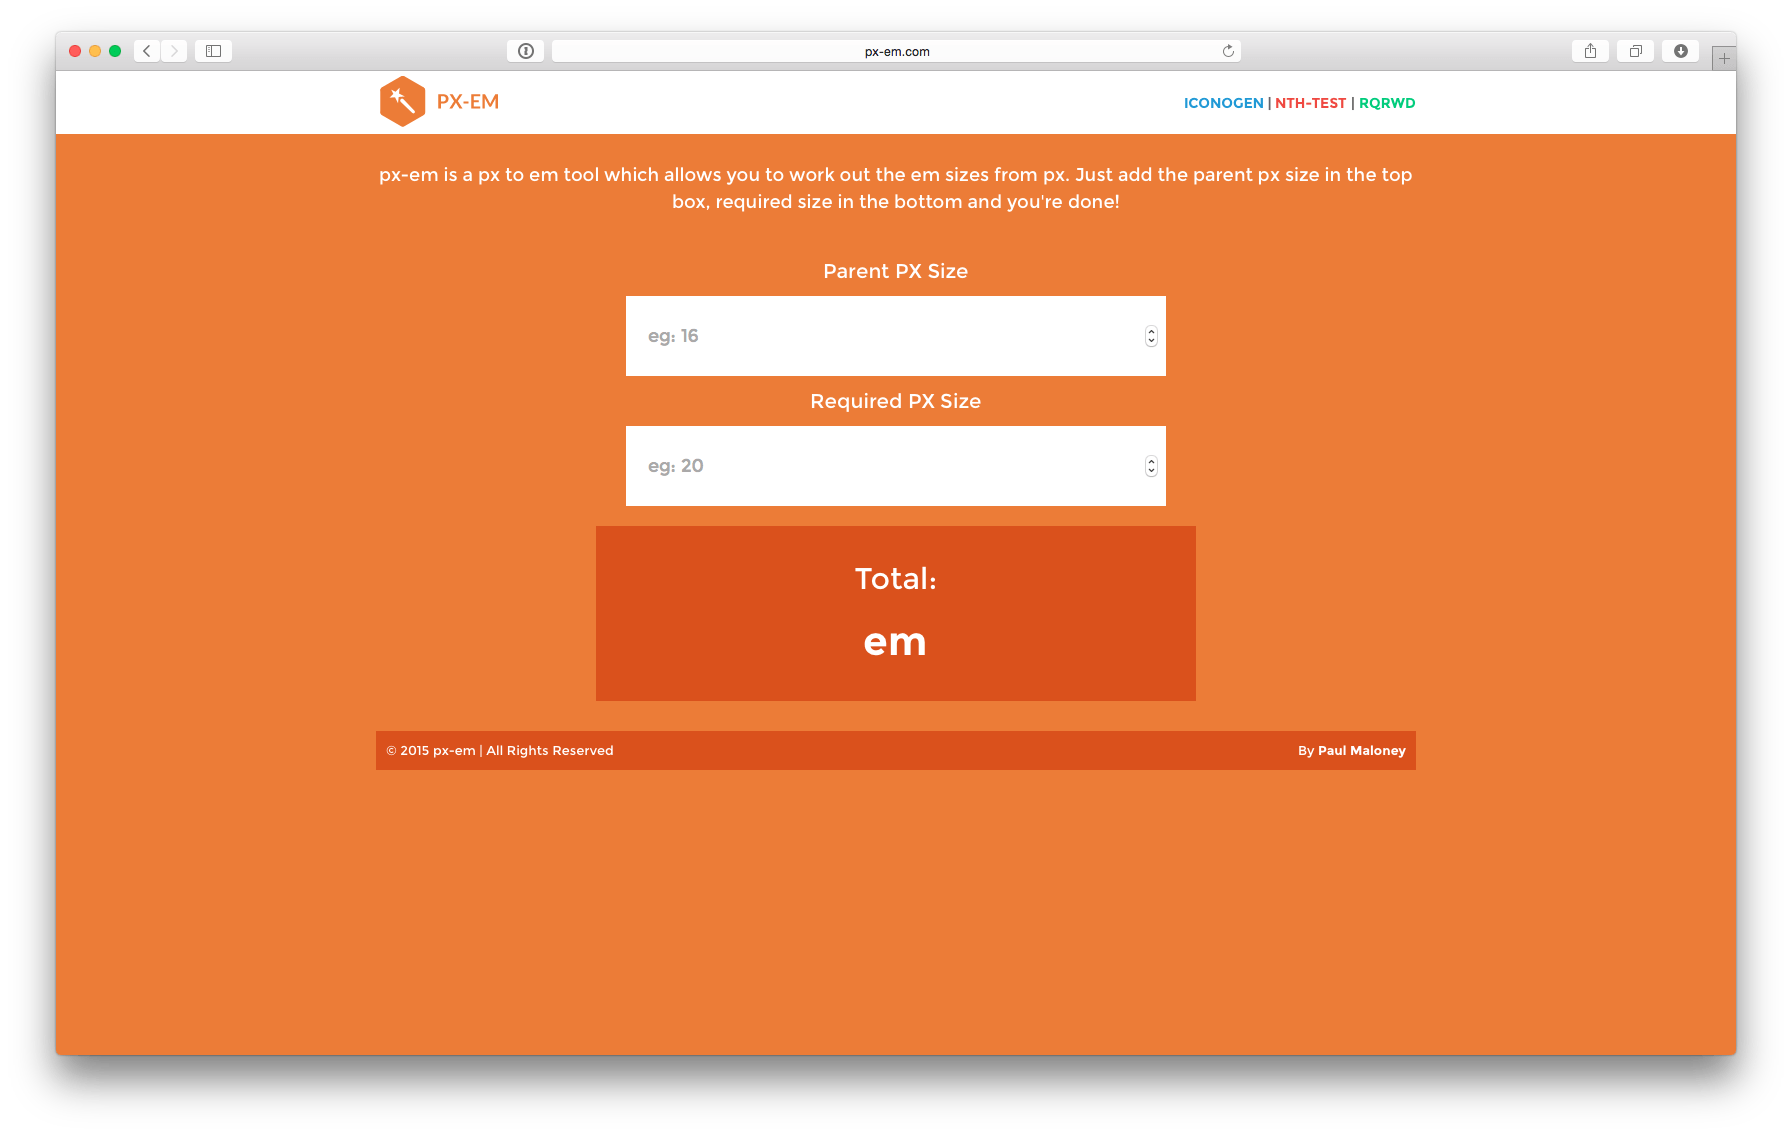 px-em.com
PX-EM
ICONOGEN | NTH-TEST | RQRWD
px-em is a px to em tool which allows you to work out the em sizes from px. Just add the parent px size in the top
box, required size in the bottom and you're done!
Parent PX Size
eg: 16
Required PX Size
eg: 20
Total:
em
© 2015 px-em | All Rights Reserved
By Paul Maloney